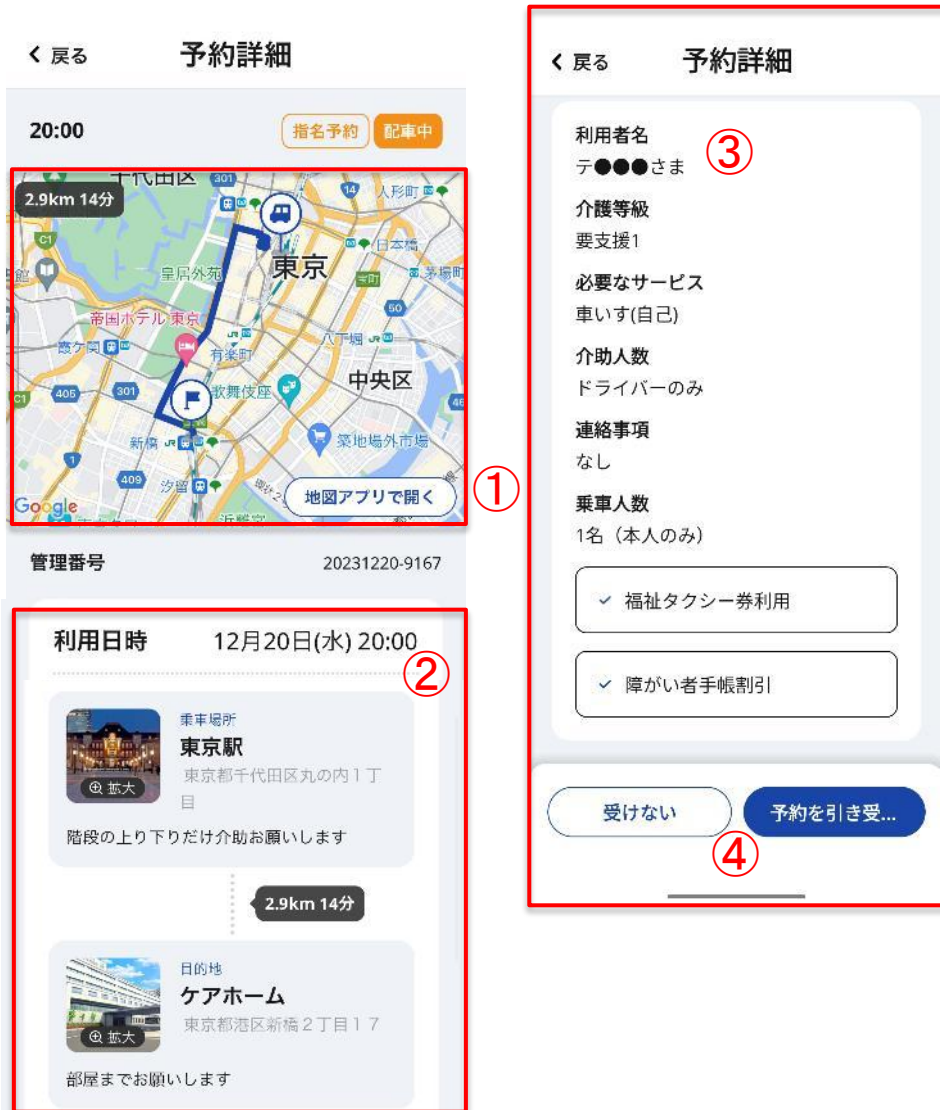 戻る
予約詳細
20:00
指名予約
配車中
千代田区
2.9km 14分
301
14
人形町
C1
日本橋
皇居外苑
東京
宝町
茅場町
50
帝国ホテル 東京
JR
霞ケ関
有楽町
八丁堀 JR
中央区
405
301
歌舞伎座
C1
新橋 JR
築地場外市場
1
409
汐留
地図アプリで開く
Google
①
管理番号
20231220-9167
利用日時
12月20日(水) 20:00
②
乗車場所
東京駅
東京都千代田区丸の内1丁
目
拡大
階段の上り下りだけ介助お願いします
2.9km 14分
目的地
ケアホーム
東京都港区新橋2丁目17
拡大
部屋までお願いします
戻る
予約詳細
利用者名
③
テ●●●さま
介護等級
要支援1
必要なサービス
車いす(自己)
介助人数
ドライバーのみ
連絡事項
なし
乗車人数
1名（本人のみ）
福祉タクシー券利用
障がい者手帳割引
受けない
予約を引き受...
④